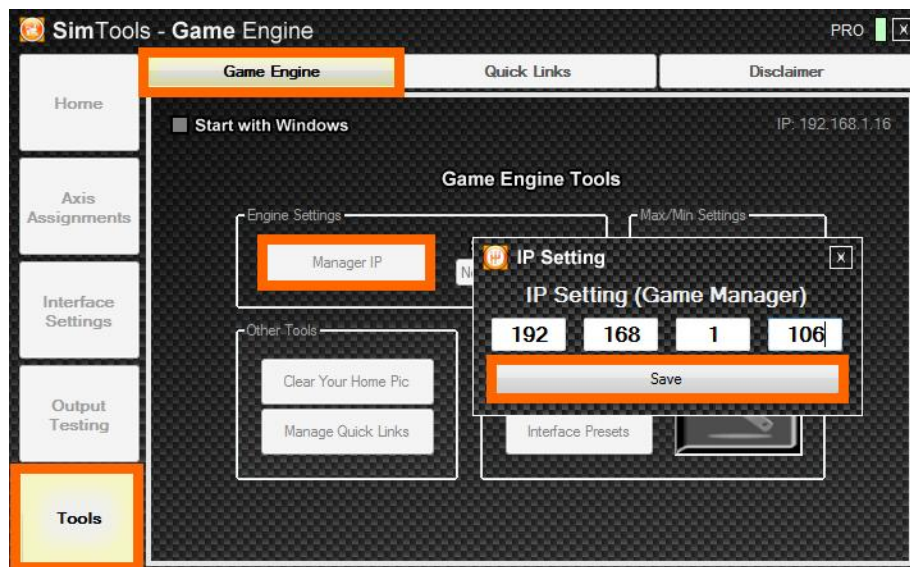 SimTools - Game Engine
PRO
Game Engine
Quick Links
Disclaimer
Home
Start with Windows
IP: 192.168.1.16
Game Engine Tools
Axis
Assignments
Engine Settings
Max/Min Settings
Manager IP
IP Setting
IP Setting (Game Manager)
192 168 1 106
Save
Interface
Settings
Other Tools
Clear Your Home Pic
Manage Quick Links
Interface Presets
Output
Testing
Tools